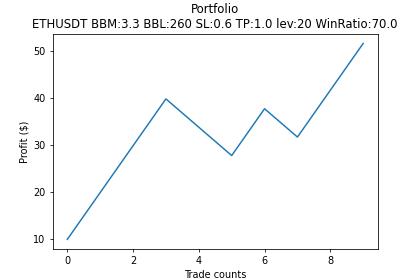 Portfolio
ETHUSDT BBM:3.3 BBL:260 SL:0.6 TP:1.0 lev:20 WinRatio:70.0
50
40
30
20
10
Profit ($)
0 2 4 6 8
Trade counts